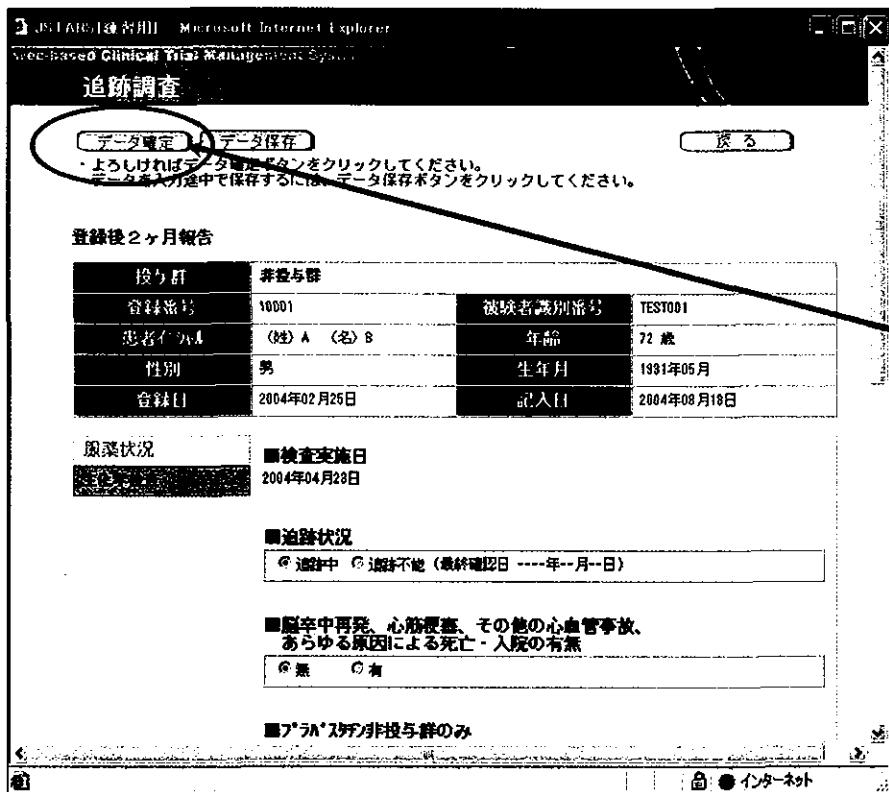 JSTARS[練習用] - Microsoft Internet Explorer
web-based Clinical Trial Management System
追跡調査
データ確定 データ保存 戻る
・よろしければデータ確定ボタンをクリックしてください。
・データを入力途中で保存するには、データ保存ボタンをクリックしてください。
登録後2ヶ月報告
投与群 非投与群
登録番号 10001 被験者識別番号 TEST001
患者イニシャル (姓) A (名) B 年齢 72 歳
性別 男 生年月 1931年05月
登録日 2004年02月25日 記入日 2004年08月18日
服薬状況
■検査実施日
2004年04月28日
■追跡状況
追跡中 追跡不能 (最終確認日 ----年--月--日)
■脳卒中再発、心筋梗塞、その他の心血管事故、
あらゆる原因による死亡・入院の有無
無 有
■プラバスタチン非投与群のみ
インターネット